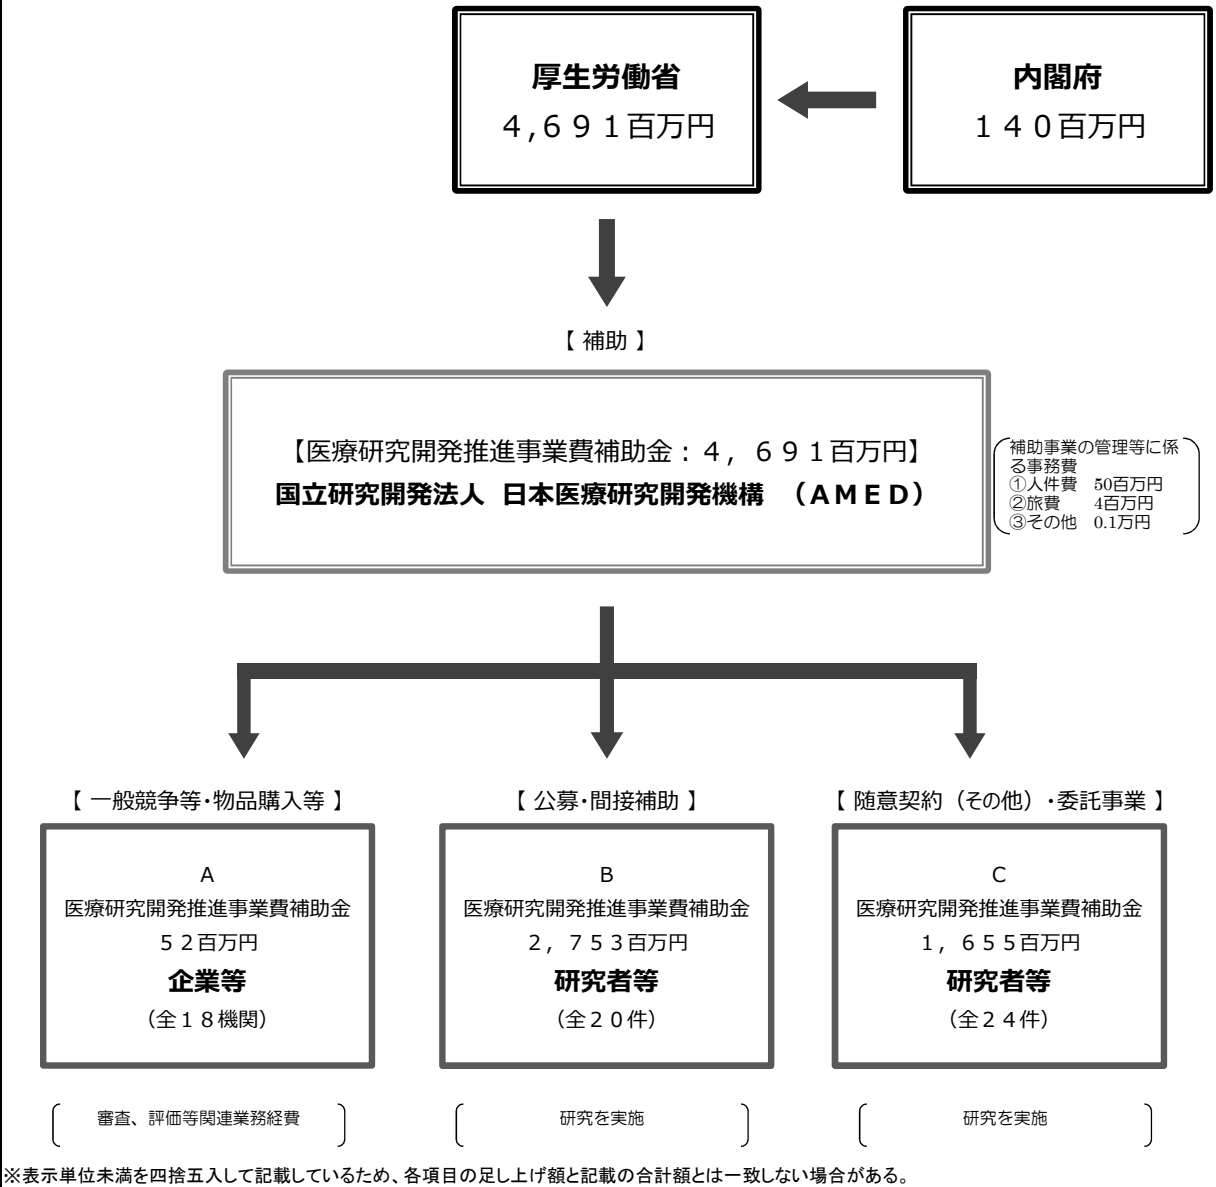 厚生労働省
４,６９１百万円
内閣府
１４０百万円
【 補助 】
【医療研究開発推進事業費補助金：４，６９１百万円】
国立研究開発法人 日本医療研究開発機構 （ＡＭＥＤ）
補助事業の管理等に係
る事務費
①人件費 50百万円
②旅費 4百万円
③その他 0.1万円
【 一般競争等・物品購入等 】
A
医療研究開発推進事業費補助金
５２百万円
企業等
（全１８機関）
審査、評価等関連業務経費
【 公募・間接補助 】
B
医療研究開発推進事業費補助金
２，７５３百万円
研究者等
（全２０件）
研究を実施
【 随意契約（その他）・委託事業 】
C
医療研究開発推進事業費補助金
１，６５５百万円
研究者等
（全２４件）
研究を実施
※表示単位未満を四捨五入して記載しているため、各項目の足し上げ額と記載の合計額とは一致しない場合がある。